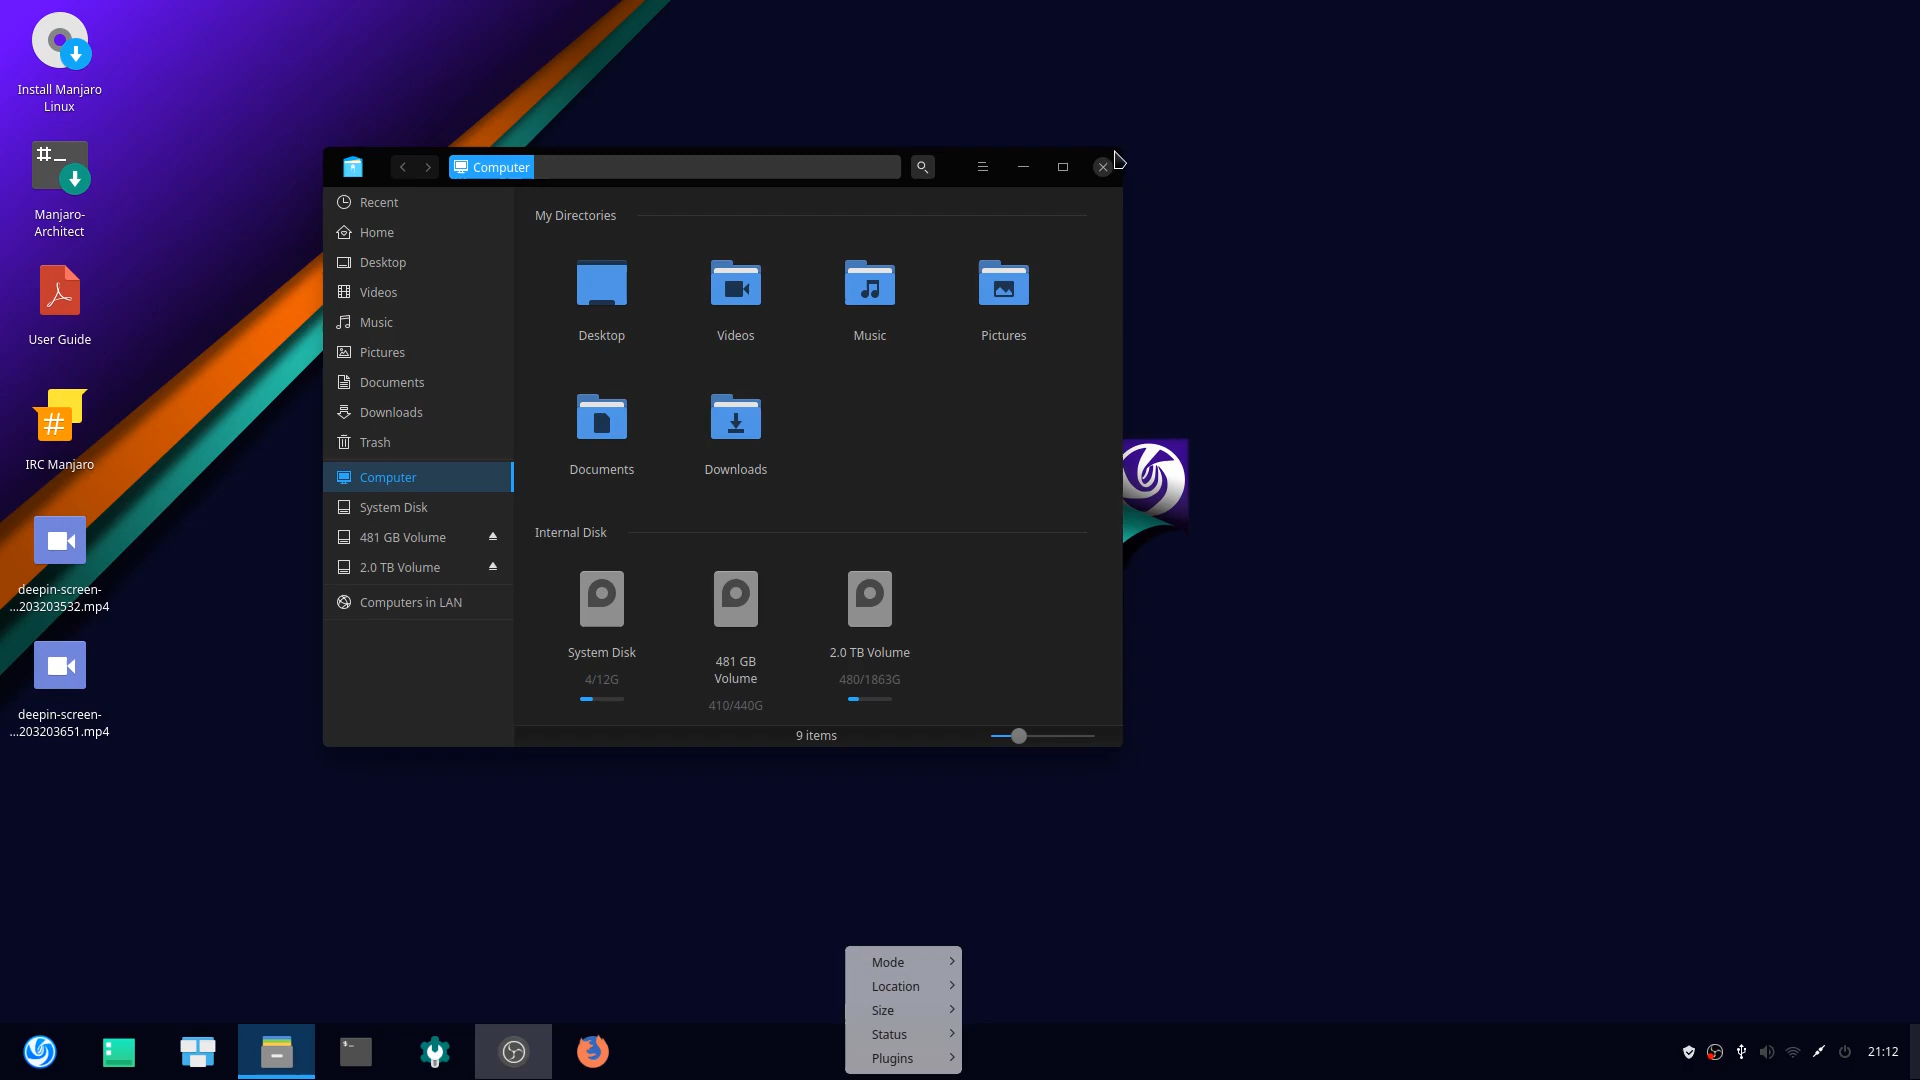 Install Manjaro
Linux
#_
Manjaro-
Architect
User Guide
#
IRC Manjaro
deepin-screen-
...203203532.mp4
deepin-screen-
...203203651.mp4
Computer
Recent
Home
Desktop
Videos
Music
Pictures
Documents
Downloads
Trash
Computer
System Disk
481 GB Volume
2.0 TB Volume
Computers in LAN
My Directories
Desktop
Videos
Music
Pictures
Documents
Downloads
Internal Disk
System Disk
4/12G
481 GB
Volume
410/440G
2.0 TB Volume
480/1863G
9 items
Mode
Location
Size
Status
Plugins
$_
21:12